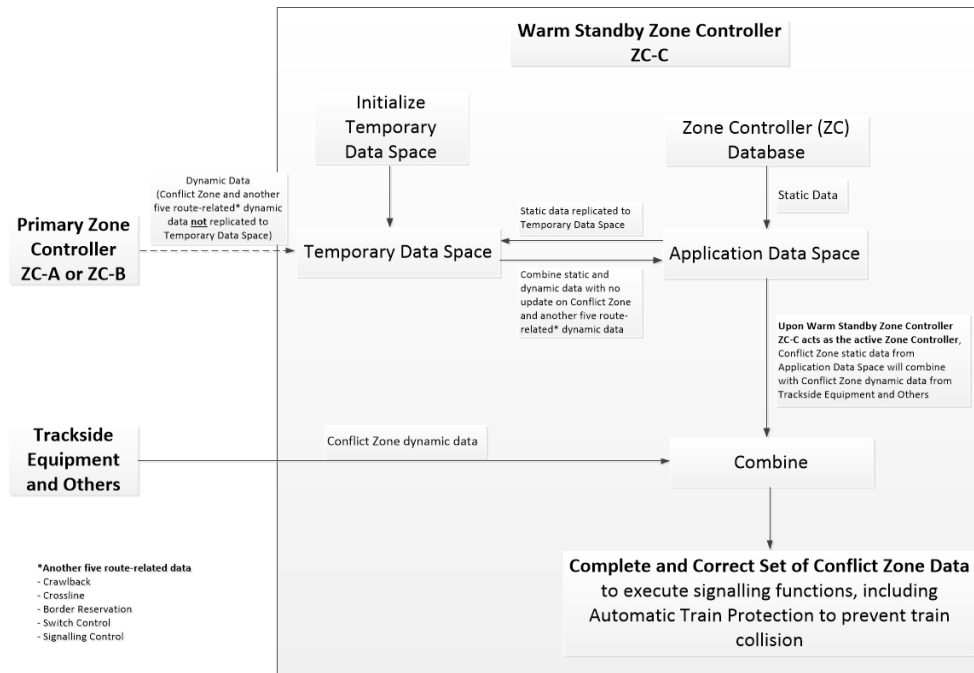 Warm Standby Zone Controller
ZC-C
Initialize
Temporary
Data Space
Zone Controller (ZC)
Database
Dynamic Data
(Conflict Zone and another
five route-related* dynamic
data not replicated to
Temporary Data Space)
Static Data
Primary Zone
Controller
ZC-A or ZC-B
Static data replicated to
Temporary Data Space
Temporary Data Space
Application Data Space
Combine static and
dynamic data with no
update on Conflict Zone
and another five route-
related* dynamic data
Upon Warm Standby Zone Controller
ZC-C acts as the active Zone Controller,
Conflict Zone static data from
Application Data Space will combine
with Conflict Zone dynamic data from
Trackside Equipment and Others
Trackside
Equipment
and Others
Conflict Zone dynamic data
Combine
Complete and Correct Set of Conflict Zone Data
to execute signalling functions, including
Automatic Train Protection to prevent train
collision
*Another five route-related data
- Crawlback
- Crossline
- Border Reservation
- Switch Control
- Signalling Control